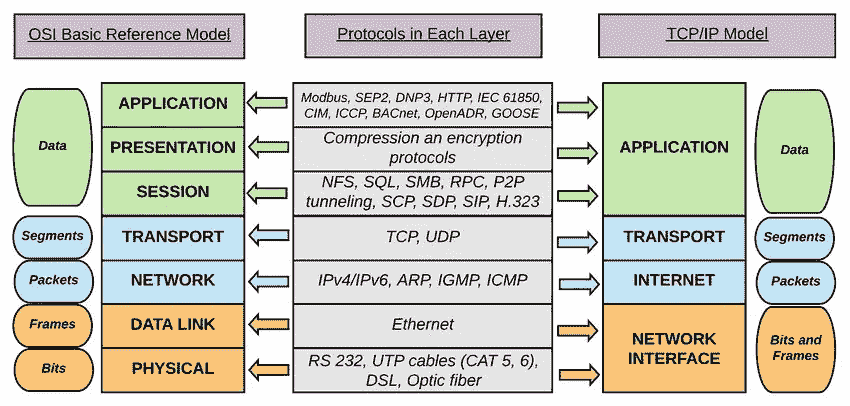 OSI Basic Reference Model
Protocols in Each Layer
TCP/IP Model
Data
APPLICATION
Modbus, SEP2, DNP3, HTTP, IEC 61850,
CIM, ICCP, BACnet, OpenADR, GOOSE
PRESENTATION
Compression an encryption
protocols
SESSION
NFS, SQL, SMB, RPC, P2P
tunneling, SCP, SDP, SIP, H.323
APPLICATION
Data
Segments
TRANSPORT
TCP, UDP
TRANSPORT
Segments
Packets
NETWORK
IPv4/IPv6, ARP, IGMP, ICMP
INTERNET
Packets
Frames
DATA LINK
Ethernet
Bits
PHYSICAL
RS 232, UTP cables (CAT 5, 6),
DSL, Optic fiber
NETWORK
INTERFACE
Bits and
Frames